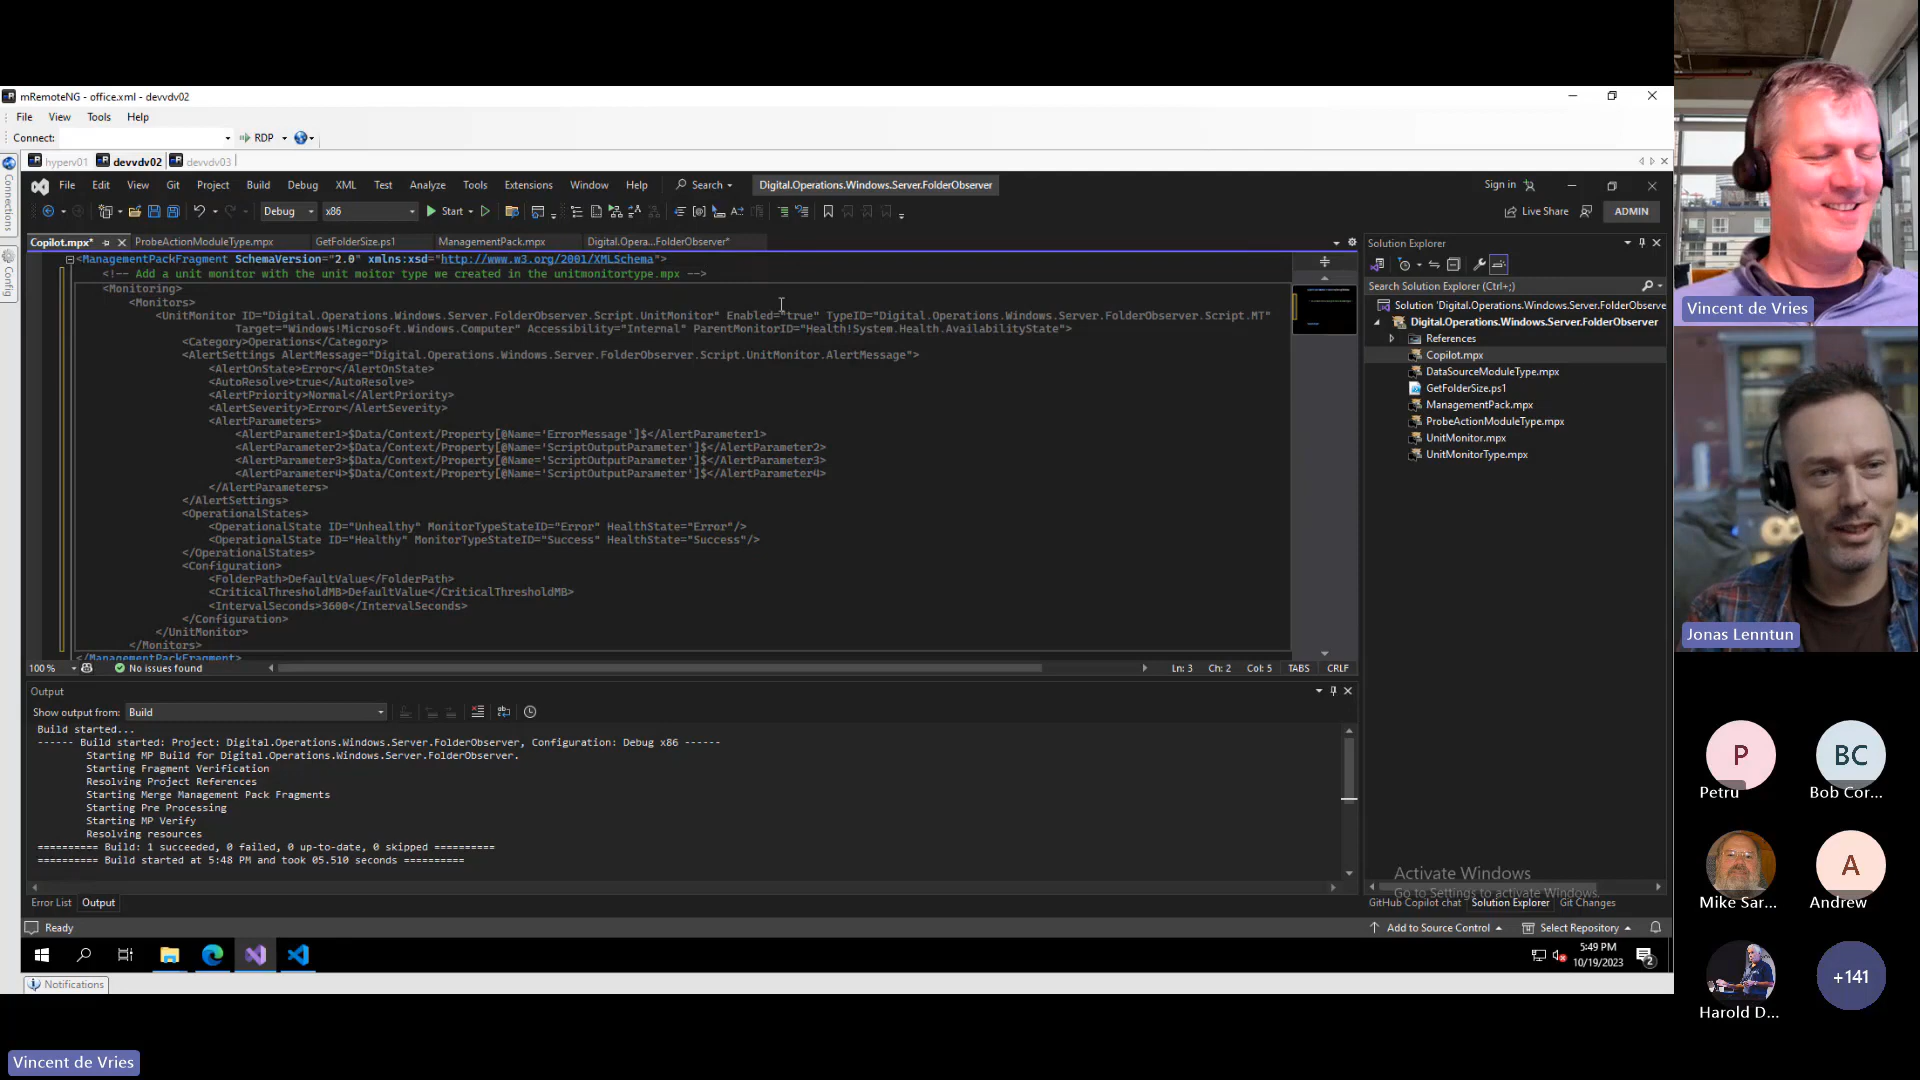 mRemoteNG - office.xml - devvdv02
File View Tools Help
Connect: RDP
hyperv01 devvdv02 devvdv03
Connections
Config
File Edit View Git Project Build Debug XML Test Analyze Tools Extensions Window Help Search Digital.Operations.Windows.Server.FolderObserver Sign in
Debug x86 Start Live Share ADMIN
Copilot.mpx* ProbeActionModuleType.mpx GetFolderSize.ps1 ManagementPack.mpx Digital.Opera...FolderObserver*
<ManagementPackFragment SchemaVersion="2.0" xmlns:xsd="http://www.w3.org/2001/XMLSchema">
<!-- Add a unit monitor with the unit moitor type we created in the unitmonitortype.mpx -->
<Monitoring>
<Monitors>
<UnitMonitor ID="Digital.Operations.Windows.Server.FolderObserver.Script.UnitMonitor" Enabled="true" TypeID="Digital.Operations.Windows.Server.FolderObserver.Script.MT"
Target="Windows!Microsoft.Windows.Computer" Accessibility="Internal" ParentMonitorID="Health!System.Health.AvailabilityState">
<Category>Operations</Category>
<AlertSettings AlertMessage="Digital.Operations.Windows.Server.FolderObserver.Script.UnitMonitor.AlertMessage">
<AlertOnState>Error</AlertOnState>
<AutoResolve>true</AutoResolve>
<AlertPriority>Normal</AlertPriority>
<AlertSeverity>Error</AlertSeverity>
<AlertParameters>
<AlertParameter1>$Data/Context/Property[@Name='ErrorMessage']$</AlertParameter1>
<AlertParameter2>$Data/Context/Property[@Name='ScriptOutputParameter']$</AlertParameter2>
<AlertParameter3>$Data/Context/Property[@Name='ScriptOutputParameter']$</AlertParameter3>
<AlertParameter4>$Data/Context/Property[@Name='ScriptOutputParameter']$</AlertParameter4>
</AlertParameters>
</AlertSettings>
<OperationalStates>
<OperationalState ID="Unhealthy" MonitorTypeStateID="Error" HealthState="Error"/>
<OperationalState ID="Healthy" MonitorTypeStateID="Success" HealthState="Success"/>
</OperationalStates>
<Configuration>
<FolderPath>DefaultValue</FolderPath>
<CriticalThresholdMB>DefaultValue</CriticalThresholdMB>
<IntervalSeconds>3600</IntervalSeconds>
</Configuration>
</UnitMonitor>
</Monitors>
</ManagementPackFragment>
100 % No issues found Ln: 3 Ch: 2 Col: 5 TABS CRLF
Output
Show output from: Build
Build started...
------ Build started: Project: Digital.Operations.Windows.Server.FolderObserver, Configuration: Debug x86 ------
Starting MP Build for Digital.Operations.Windows.Server.FolderObserver.
Starting Fragment Verification
Resolving Project References
Starting Merge Management Pack Fragments
Starting Pre Processing
Starting MP Verify
Resolving resources
========== Build: 1 succeeded, 0 failed, 0 up-to-date, 0 skipped ==========
========== Build started at 5:48 PM and took 05.510 seconds ==========
Error List Output
Ready
Notifications
Solution Explorer
Search Solution Explorer (Ctrl+;)
Solution 'Digital.Operations.Windows.Server.FolderObserve
Digital.Operations.Windows.Server.FolderObserver
References
Copilot.mpx
DataSourceModuleType.mpx
GetFolderSize.ps1
ManagementPack.mpx
ProbeActionModuleType.mpx
UnitMonitor.mpx
UnitMonitorType.mpx
Activate Windows
Go to Settings to activate Windows.
GitHub Copilot chat Solution Explorer Git Changes
Add to Source Control Select Repository
5:49 PM
10/19/2023
2
Vincent de Vries
Jonas Lenntun
P BC
Petru Bob Cor...
A
Mike Sar... Andrew
+141
Harold D...
Vincent de Vries